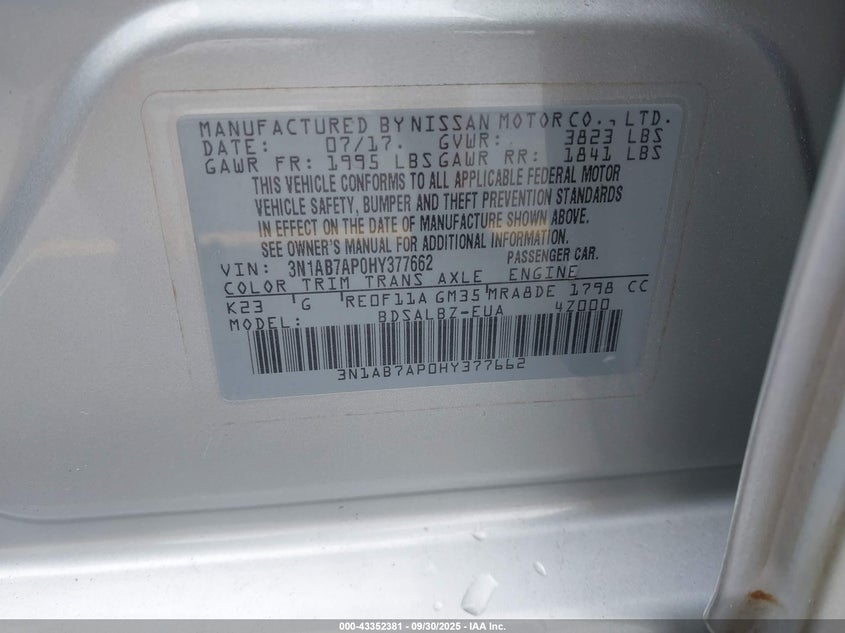 MANUFACTURED BY NISSAN MOTOR CO., LTD.
DATE: 07/17. GVWR: 3823 LBS
GAWR FR: 1995 LBS GAWR RR: 1841 LBS
THIS VEHICLE CONFORMS TO ALL APPLICABLE FEDERAL MOTOR
VEHICLE SAFETY, BUMPER AND THEFT PREVENTION STANDARDS
IN EFFECT ON THE DATE OF MANUFACTURE SHOWN ABOVE.
SEE OWNER'S MANUAL FOR ADDITIONAL INFORMATION.
VIN: 3N1AB7AP0HY377662 PASSENGER CAR.
COLOR TRIM TRANS AXLE ENGINE
K23 'G RE0F11A GM35'MRA8DE 1798 CC
MODEL: BDSALBZ-EUA 4Z000
3N1AB7AP0HY377662
000-43352381 - 09/30/2025 - IAA Inc.